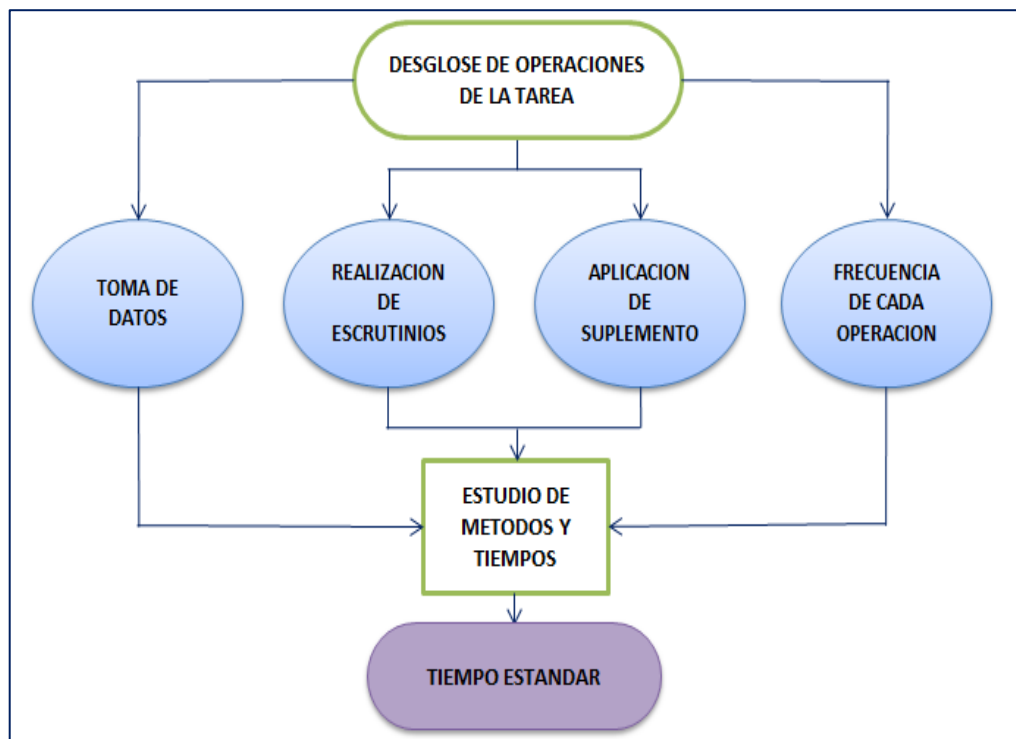 DESGLOSE DE OPERACIONES
DE LA TAREA
TOMA DE
DATOS
REALIZACION
DE
ESCRUTINIOS
APLICACION
DE
SUPLEMENTO
FRECUENCIA
DE CADA
OPERACION
ESTUDIO DE
METODOS Y
TIEMPOS
TIEMPO ESTANDAR